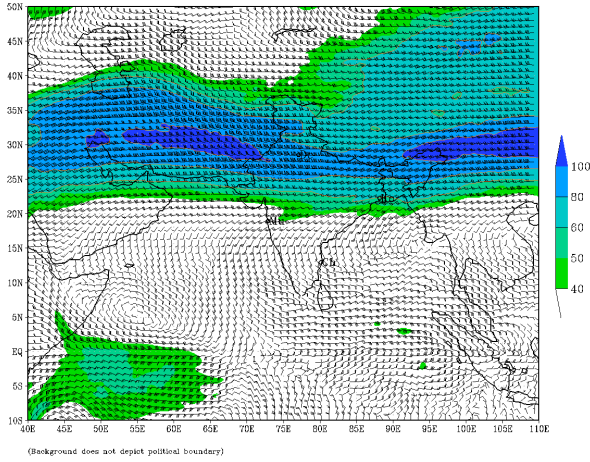 50N
45N
40N
35N
30N
25N
20N
15N
10N
5N
EQ
5S
10S
40E 45E 50E 55E 60E 65E 70E 75E 80E 85E 90E 95E 100E 105E 110E
100
80
60
50
40
Ch
(Background does not depict political boundary)